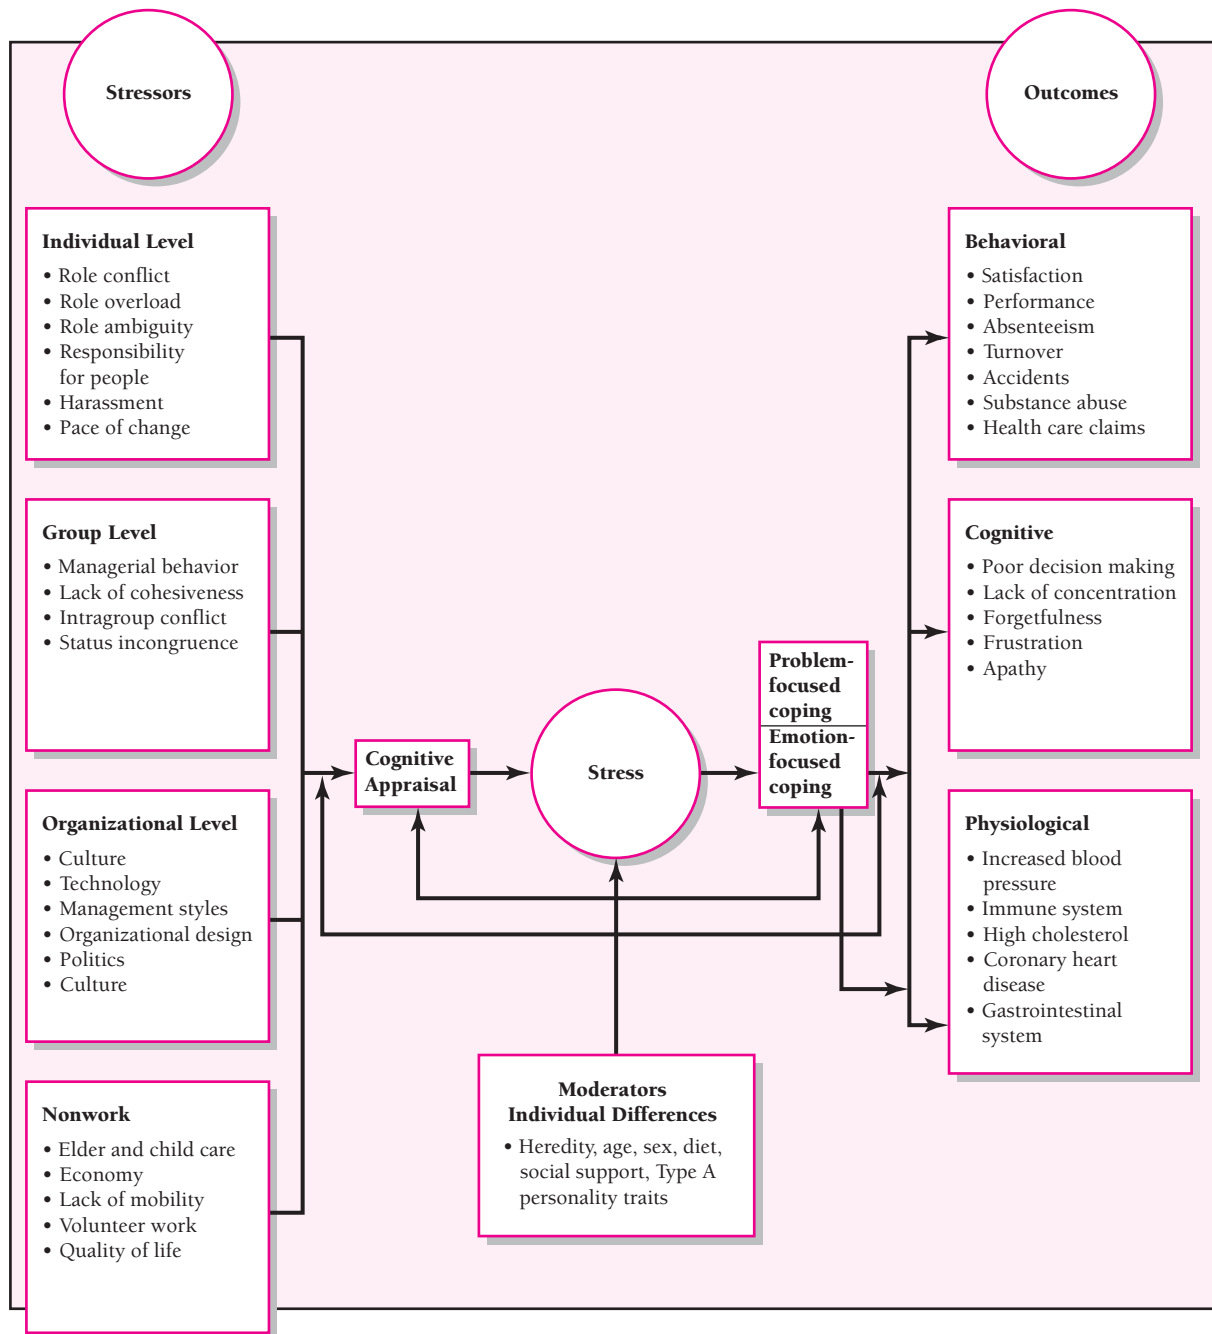 Stressors
Outcomes
Individual Level
• Role conflict
• Role overload
• Role ambiguity
• Responsibility
for people
• Harassment
• Pace of change
Group Level
• Managerial behavior
• Lack of cohesiveness
• Intragroup conflict
• Status incongruence
Organizational Level
• Culture
• Technology
• Management styles
• Organizational design
• Politics
• Culture
Nonwork
• Elder and child care
• Economy
• Lack of mobility
• Volunteer work
• Quality of life
Cognitive
Appraisal
Stress
Problem-
focused
coping
Emotion-
focused
coping
Moderators
Individual Differences
• Heredity, age, sex, diet,
social support, Type A
personality traits
Behavioral
• Satisfaction
• Performance
• Absenteeism
• Turnover
• Accidents
• Substance abuse
• Health care claims
Cognitive
• Poor decision making
• Lack of concentration
• Forgetfulness
• Frustration
• Apathy
Physiological
• Increased blood
pressure
• Immune system
• High cholesterol
• Coronary heart
disease
• Gastrointestinal
system